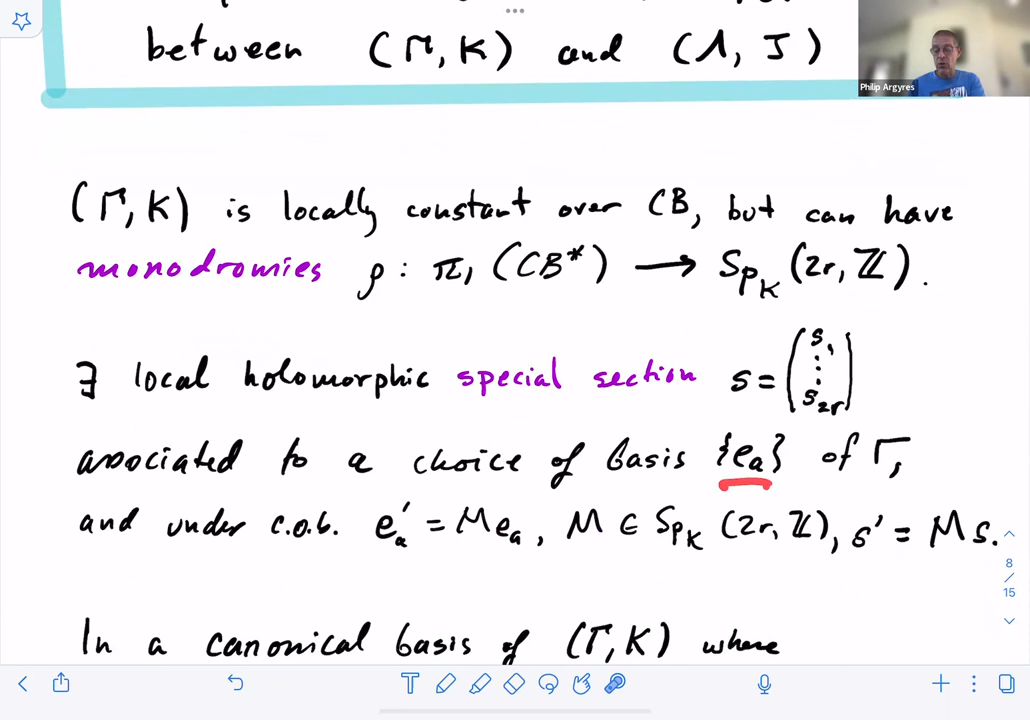 between (Γ, K) and (Λ, J)
Philip Argyres
(Γ, K) is locally constant over CB, but can have
monodromies ρ : π₁ (CB*) → Sp_K (2r, ℤ).
∃ local holomorphic special section s = (s₁ ⋮ s₂ᵣ)
associated to a choice of basis {eₐ} of Γ,
and under c.o.b. eₐ' = M eₐ, M ∈ Sp_K (2r, ℤ), s' = M s.
8
/
15
In a canonical basis of (Γ, K) where